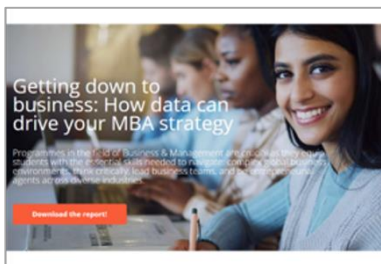 Getting down to
business: How data can
drive your MBA strategy
Programmes in the field of Business & Management are crucial as they equip
students with the essential skills needed to navigate complex global business
environments, think critically, lead business teams, and be entrepreneurial
agents across diverse industries.
Download the report!